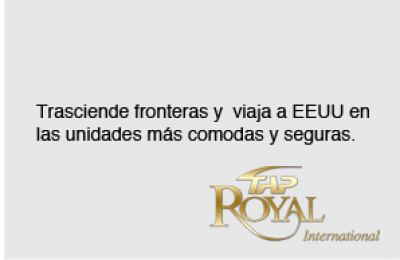 Trasciende fronteras y  viaja a EEUU en
las unidades más comodas y seguras.
TAP
ROYAL
International